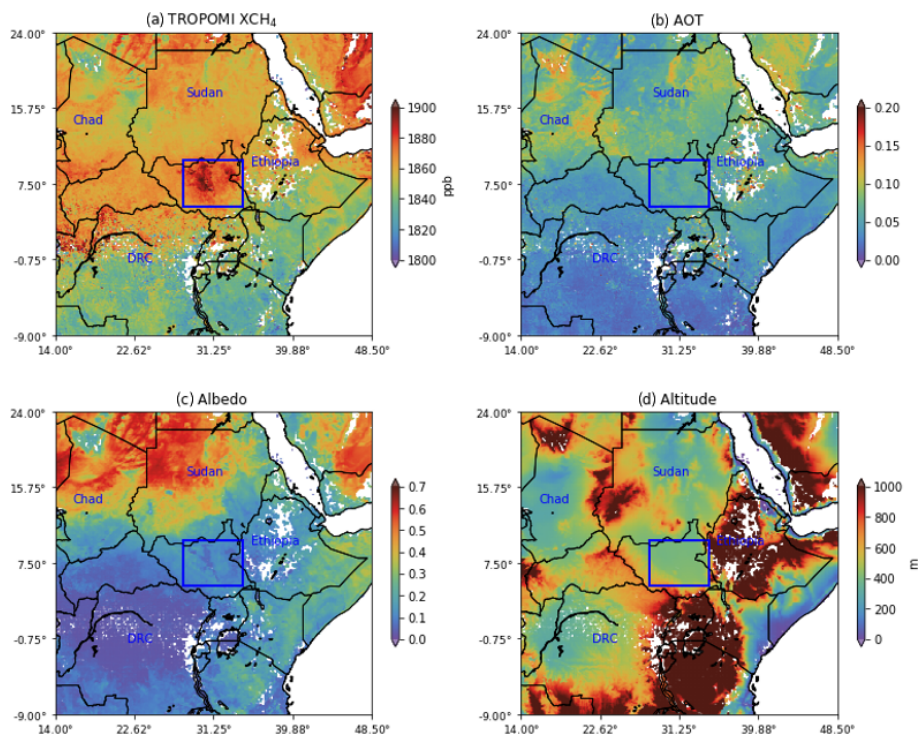 (a) TROPOMI XCH₄
24.00°
15.75°
7.50°
-0.75°
-9.00°
14.00° 22.62° 31.25° 39.88° 48.50°
Sudan
Chad
Ethiopia
DRC
1900
1880
1860
1840
1820
1800
ppb
(b) AOT
24.00°
15.75°
7.50°
-0.75°
-9.00°
14.00° 22.62° 31.25° 39.88° 48.50°
Sudan
Chad
Ethiopia
DRC
0.20
0.15
0.10
0.05
0.00
(c) Albedo
24.00°
15.75°
7.50°
-0.75°
-9.00°
14.00° 22.62° 31.25° 39.88° 48.50°
Sudan
Chad
Ethiopia
DRC
0.7
0.6
0.5
0.4
0.3
0.2
0.1
0.0
(d) Altitude
24.00°
15.75°
7.50°
-0.75°
-9.00°
14.00° 22.62° 31.25° 39.88° 48.50°
Sudan
Chad
Ethiopia
DRC
1000
800
600
400
200
0
m